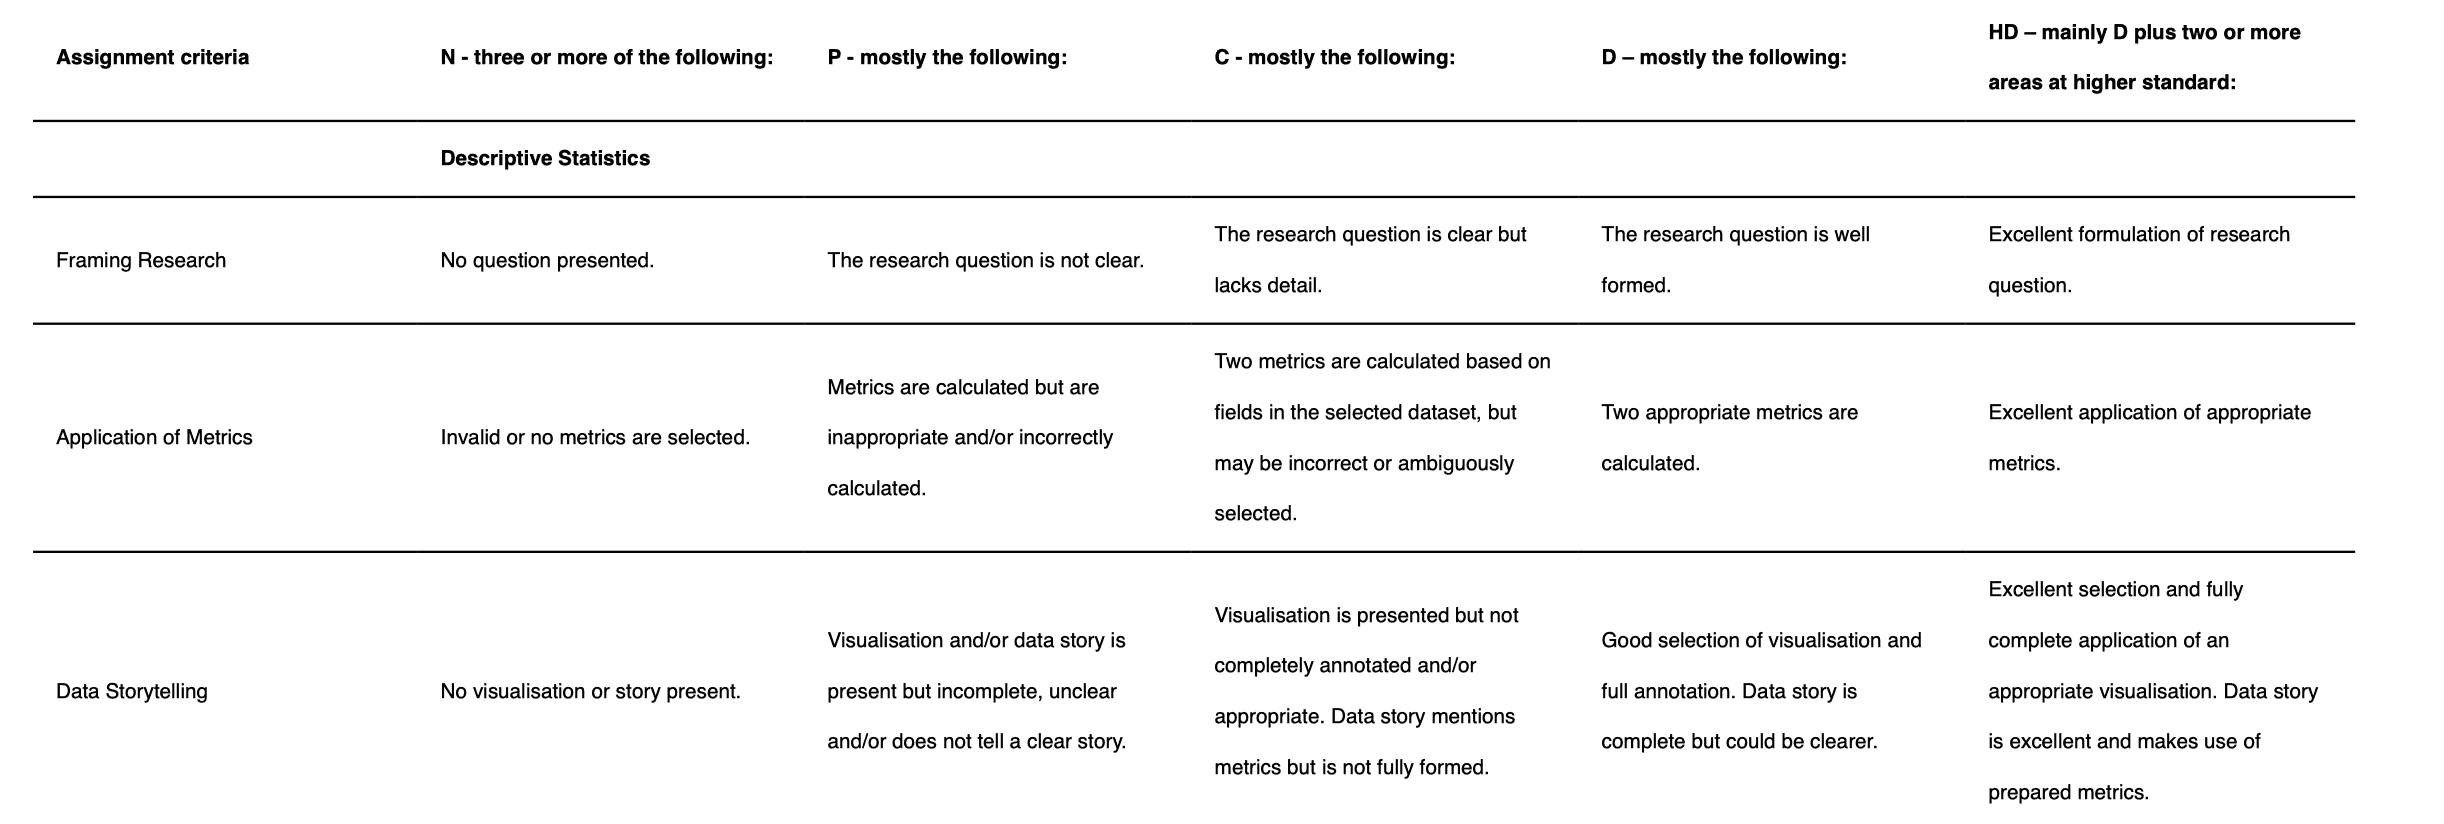 Assignment criteria
N - three or more of the following:
P - mostly the following:
C - mostly the following:
D – mostly the following:
HD – mainly D plus two or more
areas at higher standard:
Descriptive Statistics
Framing Research
No question presented.
The research question is not clear.
The research question is clear but
lacks detail.
The research question is well
formed.
Excellent formulation of research
question.
Application of Metrics
Invalid or no metrics are selected.
Metrics are calculated but are
inappropriate and/or incorrectly
calculated.
Two metrics are calculated based on
fields in the selected dataset, but
may be incorrect or ambiguously
selected.
Two appropriate metrics are
calculated.
Excellent application of appropriate
metrics.
Data Storytelling
No visualisation or story present.
Visualisation and/or data story is
present but incomplete, unclear
and/or does not tell a clear story.
Visualisation is presented but not
completely annotated and/or
appropriate. Data story mentions
metrics but is not fully formed.
Good selection of visualisation and
full annotation. Data story is
complete but could be clearer.
Excellent selection and fully
complete application of an
appropriate visualisation. Data story
is excellent and makes use of
prepared metrics.